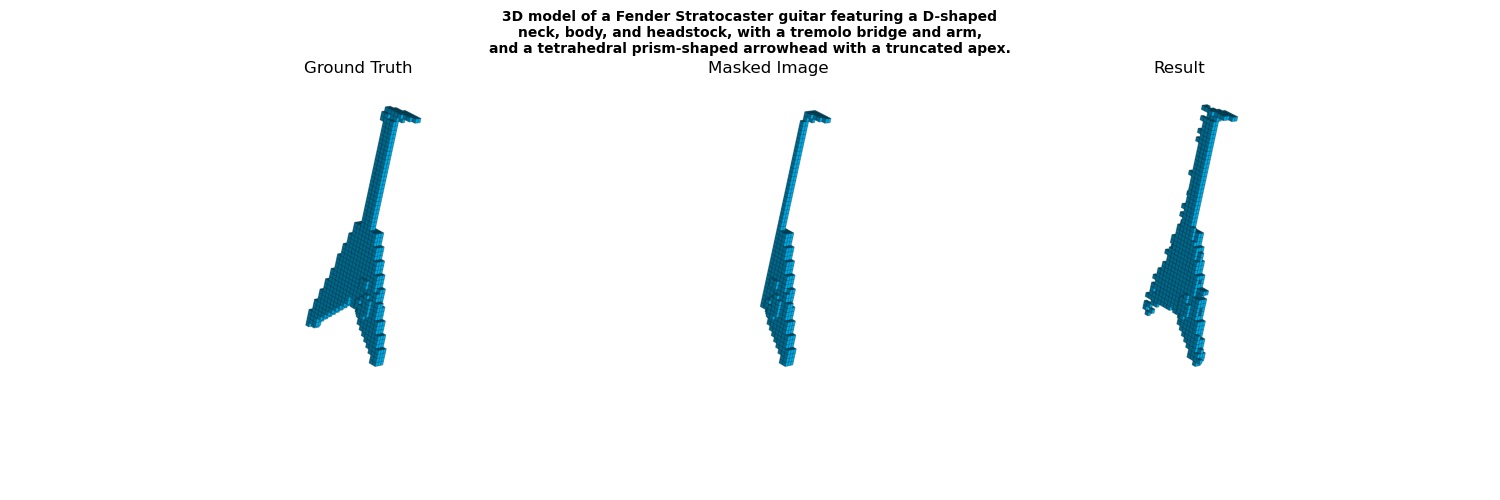 3D model of a Fender Stratocaster guitar featuring a D-shaped
neck, body, and headstock, with a tremolo bridge and arm,
and a tetrahedral prism-shaped arrowhead with a truncated apex.
Ground Truth
Masked Image
Result